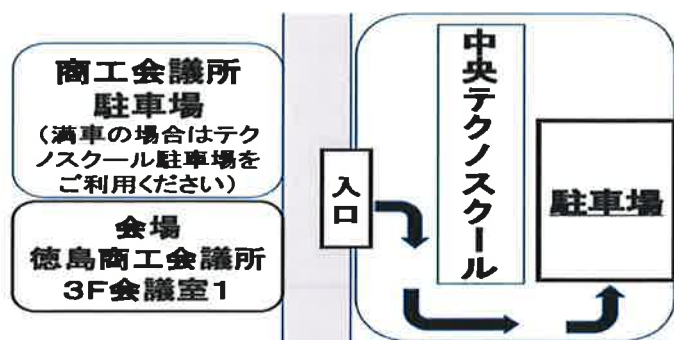 商工会議所
駐車場
(満車の場合はテク
ノスクール駐車場を
ご利用ください)
会場
徳島商工会議所
3F会議室1
入口
中央テクノスクール
駐車場